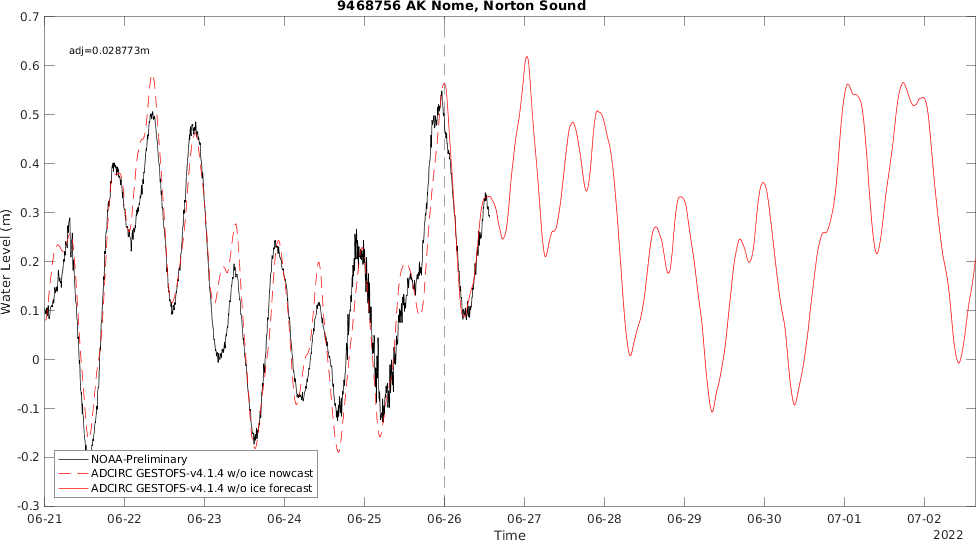 9468756 AK Nome, Norton Sound
adj=0.028773m
Water Level (m)
0.7
0.6
0.5
0.4
0.3
0.2
0.1
0
-0.1
-0.2
-0.3
NOAA-Preliminary
ADCIRC GESTOFS-v4.1.4 w/o ice nowcast
ADCIRC GESTOFS-v4.1.4 w/o ice forecast
06-21 06-22 06-23 06-24 06-25 06-26 06-27 06-28 06-29 06-30 07-01 07-02
Time
2022